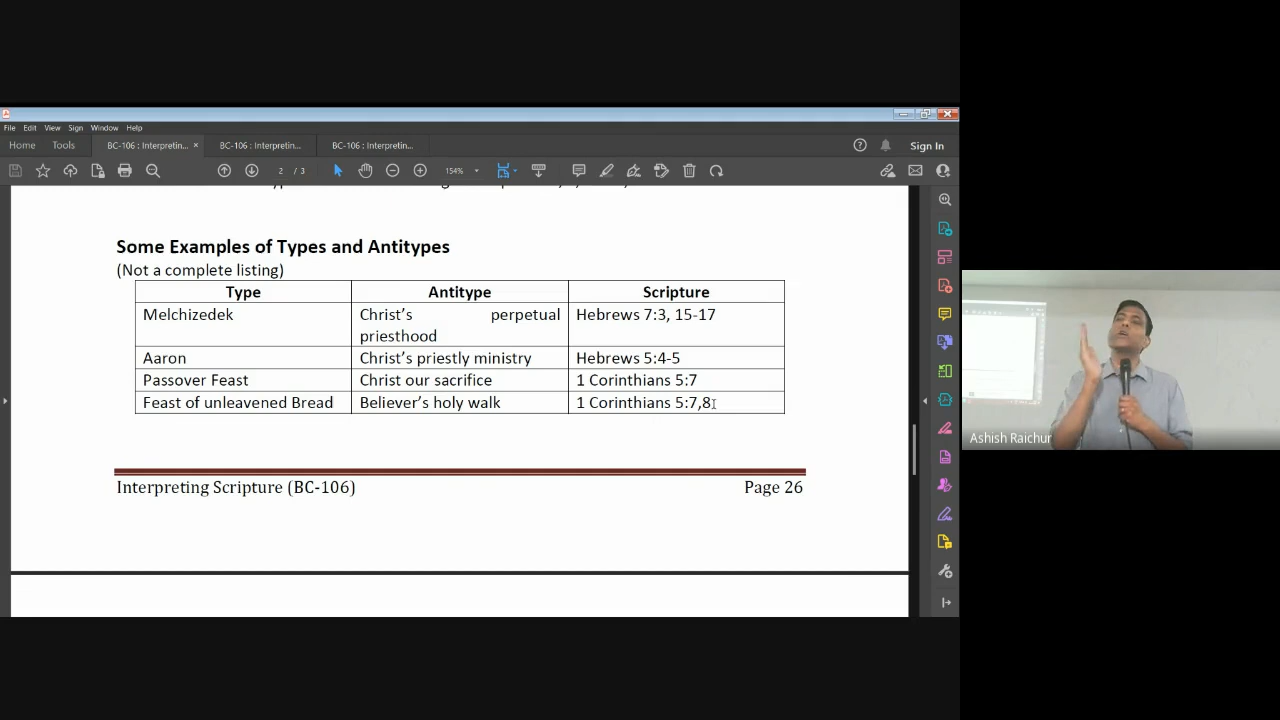 File Edit View Sign Window Help
Home Tools BC-106 : Interpretin... × BC-106 : Interpretin... BC-106 : Interpretin... Sign In
2 / 3 154%
Some Examples of Types and Antitypes
(Not a complete listing)
Type Antitype Scripture
Melchizedek Christ's perpetual Hebrews 7:3, 15-17
priesthood
Aaron Christ's priestly ministry Hebrews 5:4-5
Passover Feast Christ our sacrifice 1 Corinthians 5:7
Feast of unleavened Bread Believer's holy walk 1 Corinthians 5:7,8
Interpreting Scripture (BC-106) Page 26
Ashish Raichur